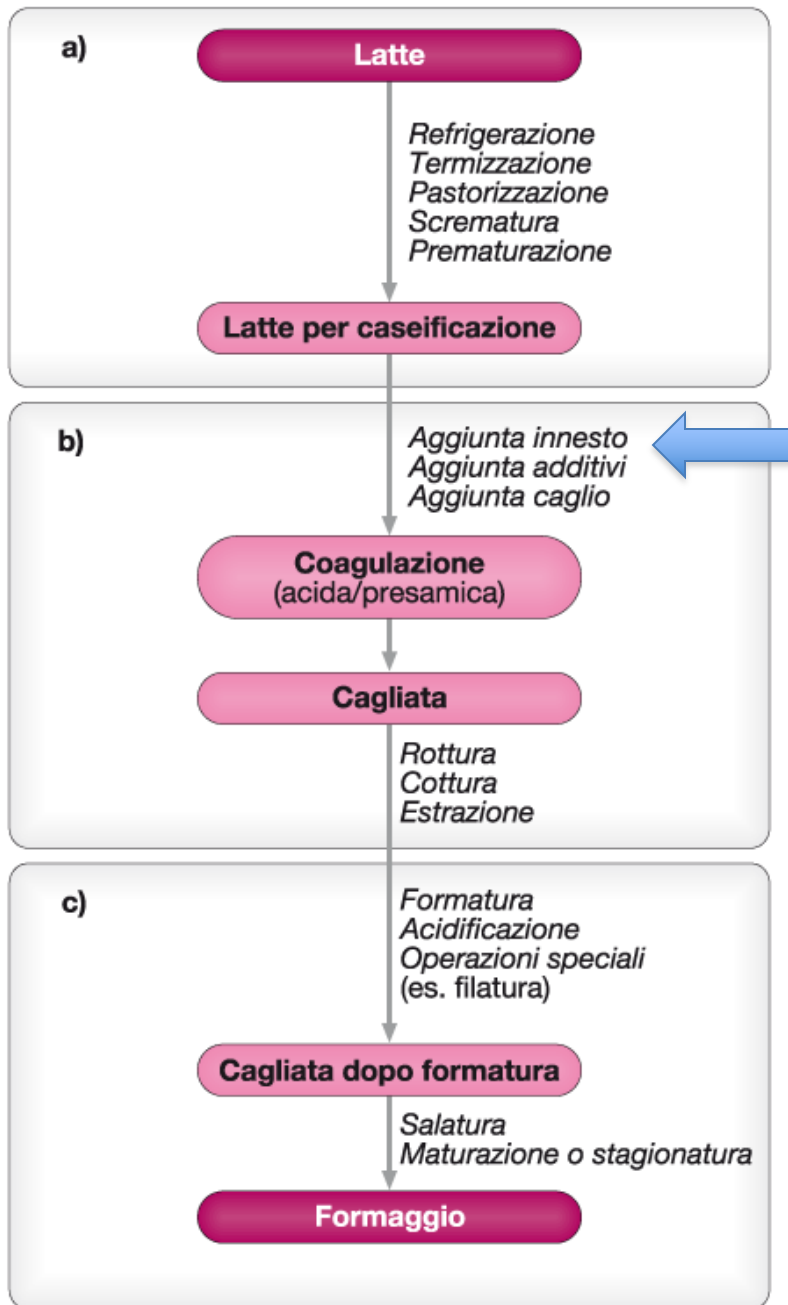 a)
Latte
Refrigerazione
Termizzazione
Pastorizzazione
Scrematura
Prematurazione
Latte per caseificazione
b)
Aggiunta innesto
Aggiunta additivi
Aggiunta caglio
Coagulazione
(acida/presamica)
Cagliata
Rottura
Cottura
Estrazione
c)
Formatura
Acidificazione
Operazioni speciali
(es. filatura)
Cagliata dopo formatura
Salatura
Maturazione o stagionatura
Formaggio